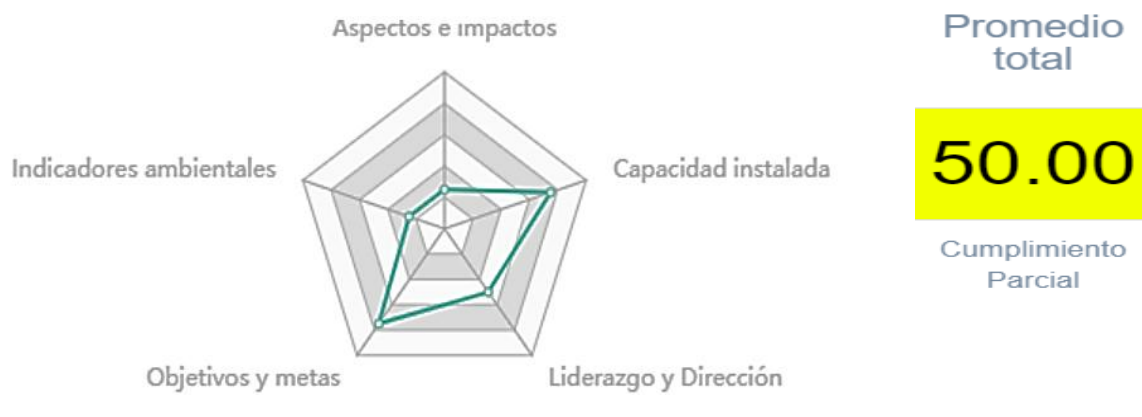 Aspectos e impactos
Indicadores ambientales
Capacidad instalada
Objetivos y metas
Liderazgo y Dirección
Promedio
total
50.00
Cumplimiento
Parcial